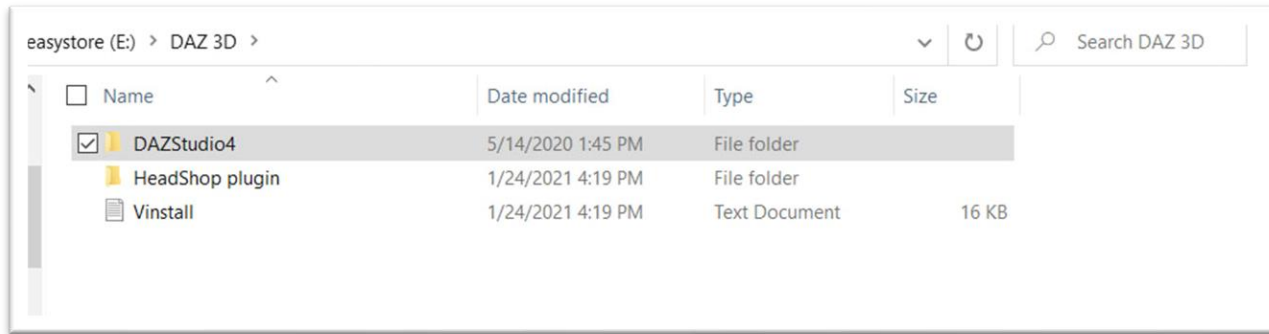 easystore (E:) > DAZ 3D > Search DAZ 3D
Name Date modified Type Size
DAZStudio4 5/14/2020 1:45 PM File folder
HeadShop plugin 1/24/2021 4:19 PM File folder
Vinstall 1/24/2021 4:19 PM Text Document 16 KB